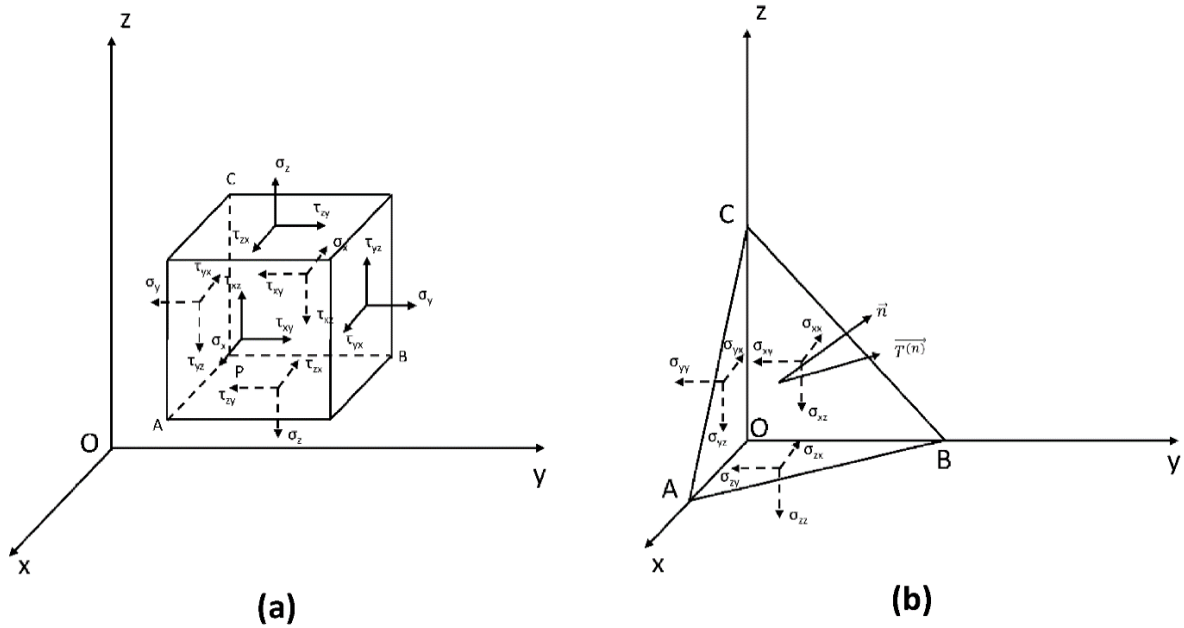 z
C
σz
τzy
τzx
σx
τyz
τyx
σy
τxz
τxy
σy
σx
τxy
τxz
τyx
τyz
P
τzx
B
τzy
A
σz
O
y
x
(a)
z
C
n
σxx
T(n)
σyx
σxy
σyy
σxz
σyz
O
σzx
B
y
A
σzy
σzz
x
(b)